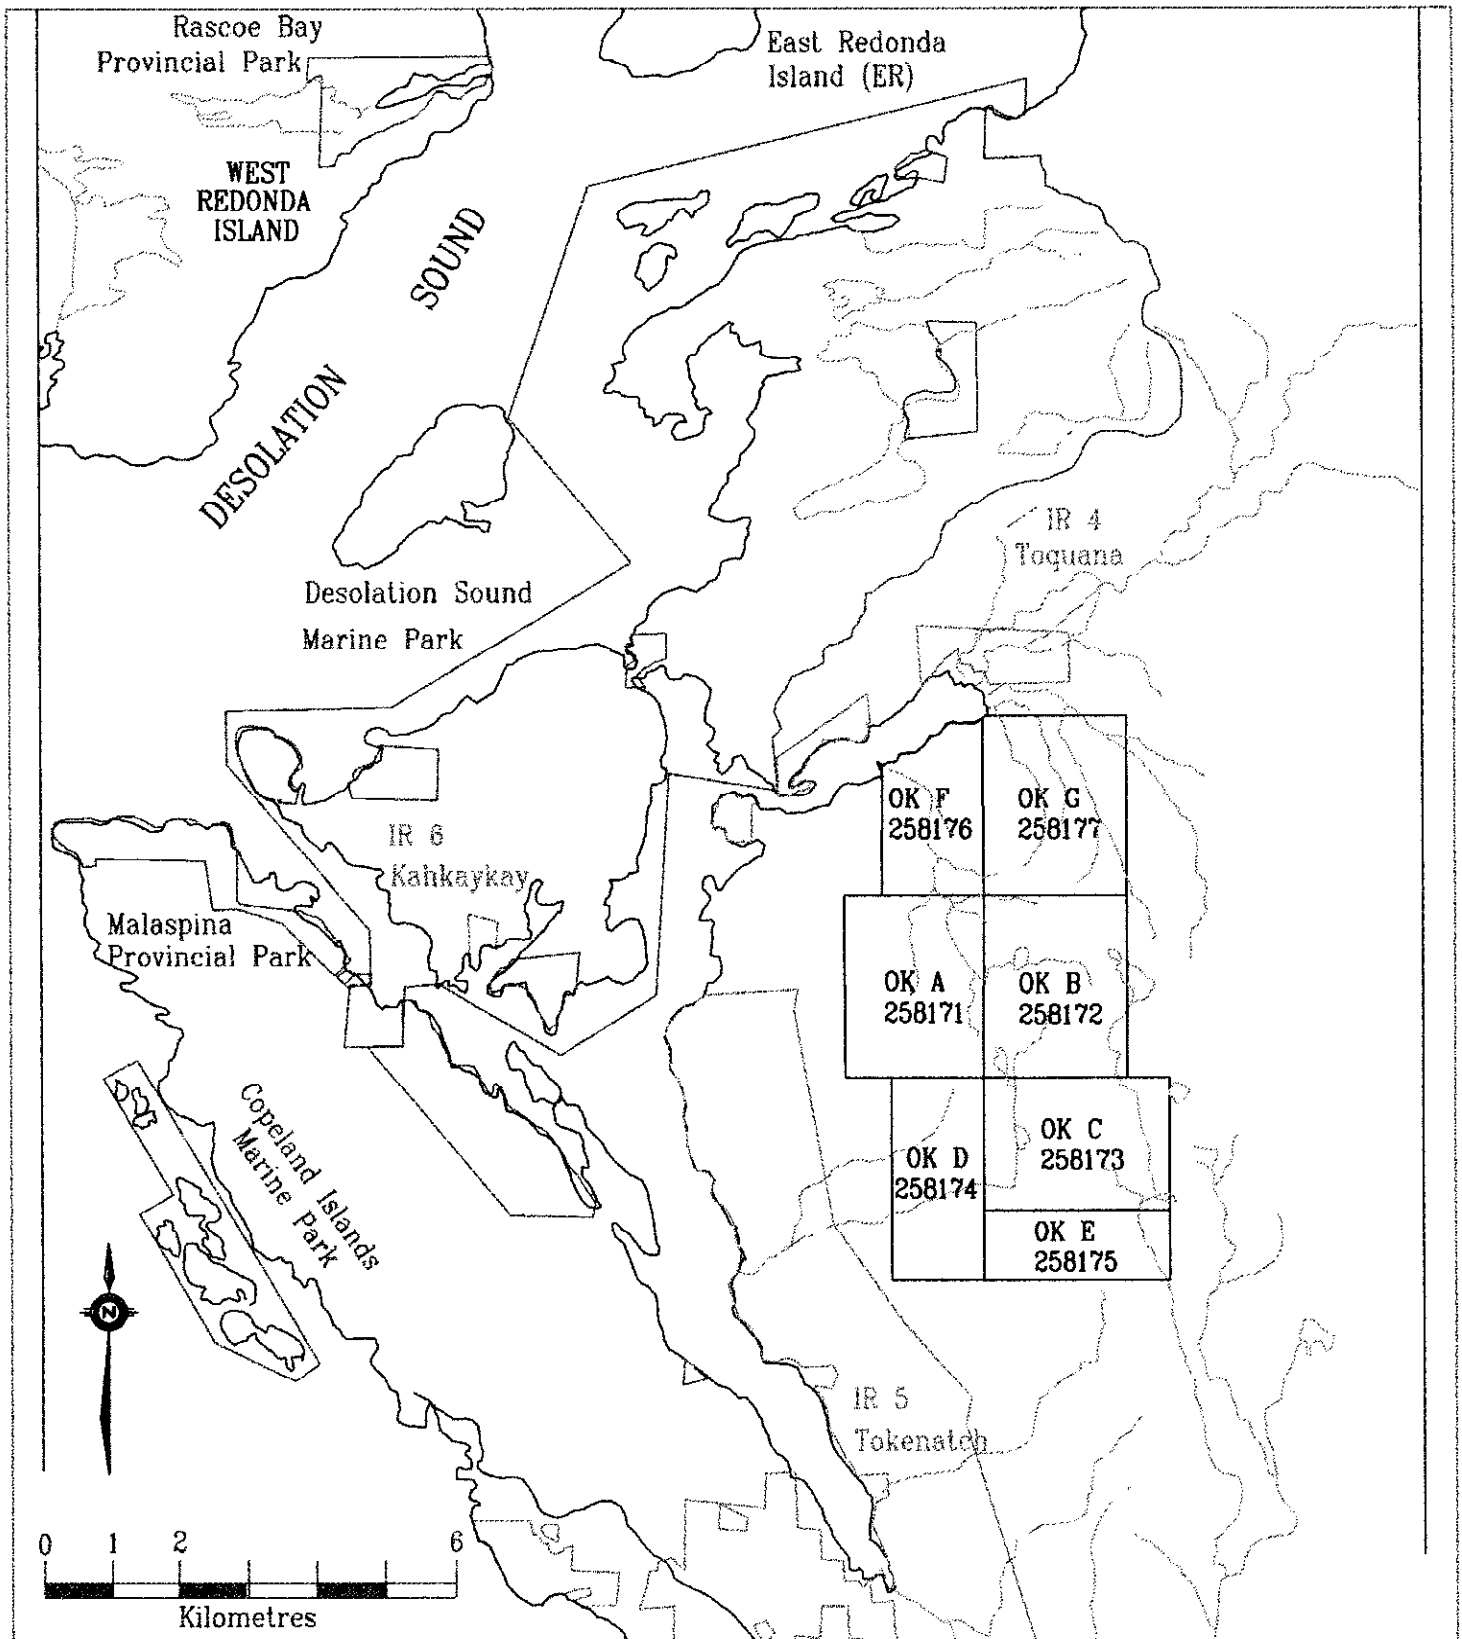 Rascoe Bay
Provincial Park
East Redonda
Island (ER)
WEST
REDONDA
ISLAND
SOUND
DESOLATION
IR 4
Toquana
Desolation Sound
Marine Park
OK F
258176
OK G
258177
IR 6
Kahkaykay
Malaspina
Provincial Park
OK A
258171
OK B
258172
Copeland Islands
Marine Park
OK C
258173
OK D
258174
OK E
258175
N
IR 5
Tokenatch
0 1 2 6
Kilometres